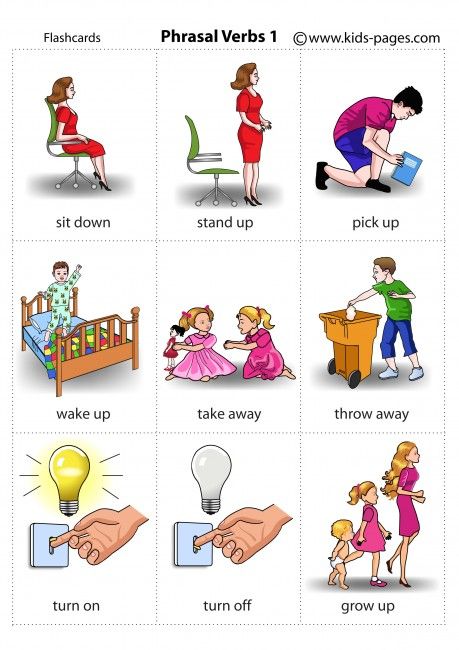 Flashcards
Phrasal Verbs 1
©www.kids-pages.com
sit down
stand up
pick up
wake up
take away
throw away
turn on
turn off
grow up